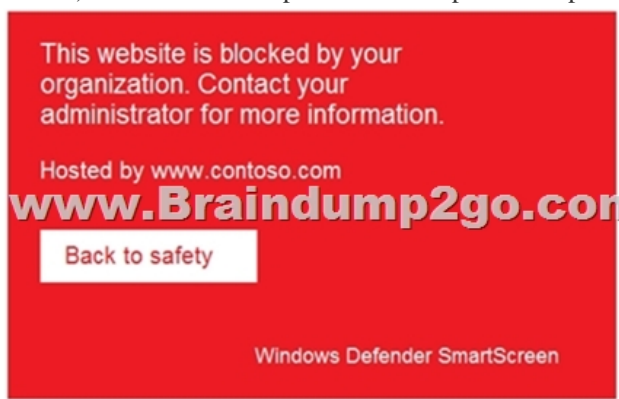 This website is blocked by your
organization. Contact your
administrator for more information.
Hosted by www.contoso.com
www.Braindump2go.com
Back to safety
Windows Defender SmartScreen